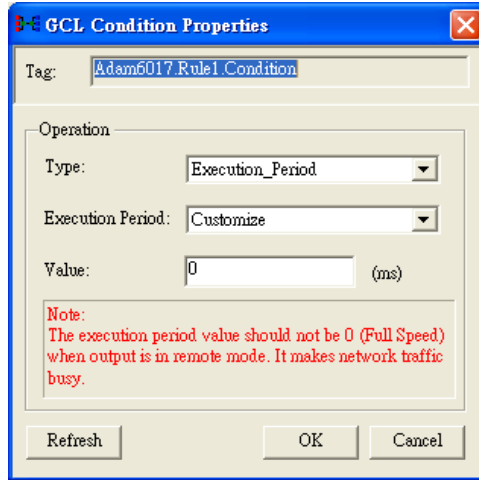 GCL Condition Properties
Tag: Adam6017.Rule1.Condition
Operation
Type: Execution_Period
Execution Period: Customize
Value: 0 (ms)
Note:
The execution period value should not be 0 (Full Speed)
when output is in remote mode. It makes network traffic
busy.
Refresh OK Cancel